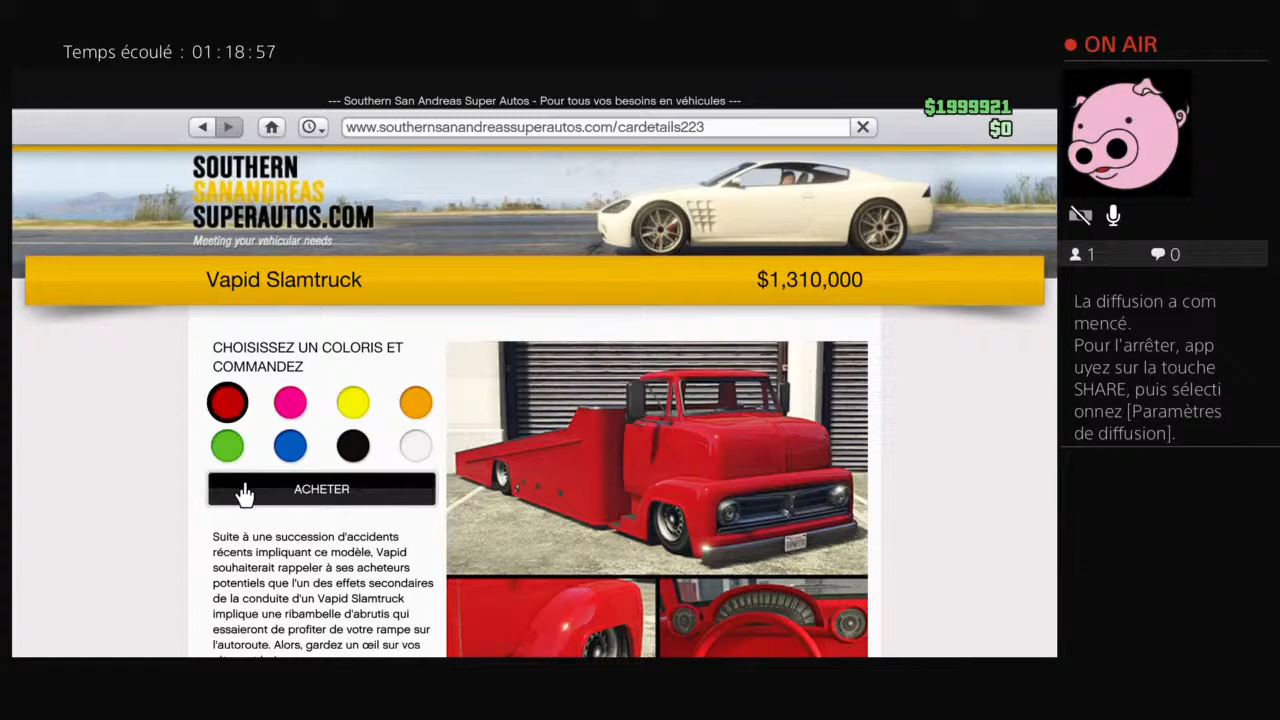 Temps écoulé : 01:18:57
ON AIR
--- Southern San Andreas Super Autos - Pour tous vos besoins en véhicules ---
$1999921
$0
www.southernsanandreassuperautos.com/cardetails223
SOUTHERN
SANANDREAS
SUPERAUTOS.COM
Meeting your vehicular needs
1
0
Vapid Slamtruck
$1,310,000
La diffusion a com
mencé.
Pour l'arrêter, app
uyez sur la touche
SHARE, puis sélecti
onnez [Paramètres
de diffusion].
CHOISISSEZ UN COLORIS ET
COMMANDEZ
ACHETER
Suite à une succession d'accidents
récents impliquant ce modèle, Vapid
souhaiterait rappeler à ses acheteurs
potentiels que l'un des effets secondaires
de la conduite d'un Vapid Slamtruck
implique une ribambelle d'abrutis qui
essaieront de profiter de votre rampe sur
l'autoroute. Alors, gardez un œil sur vos